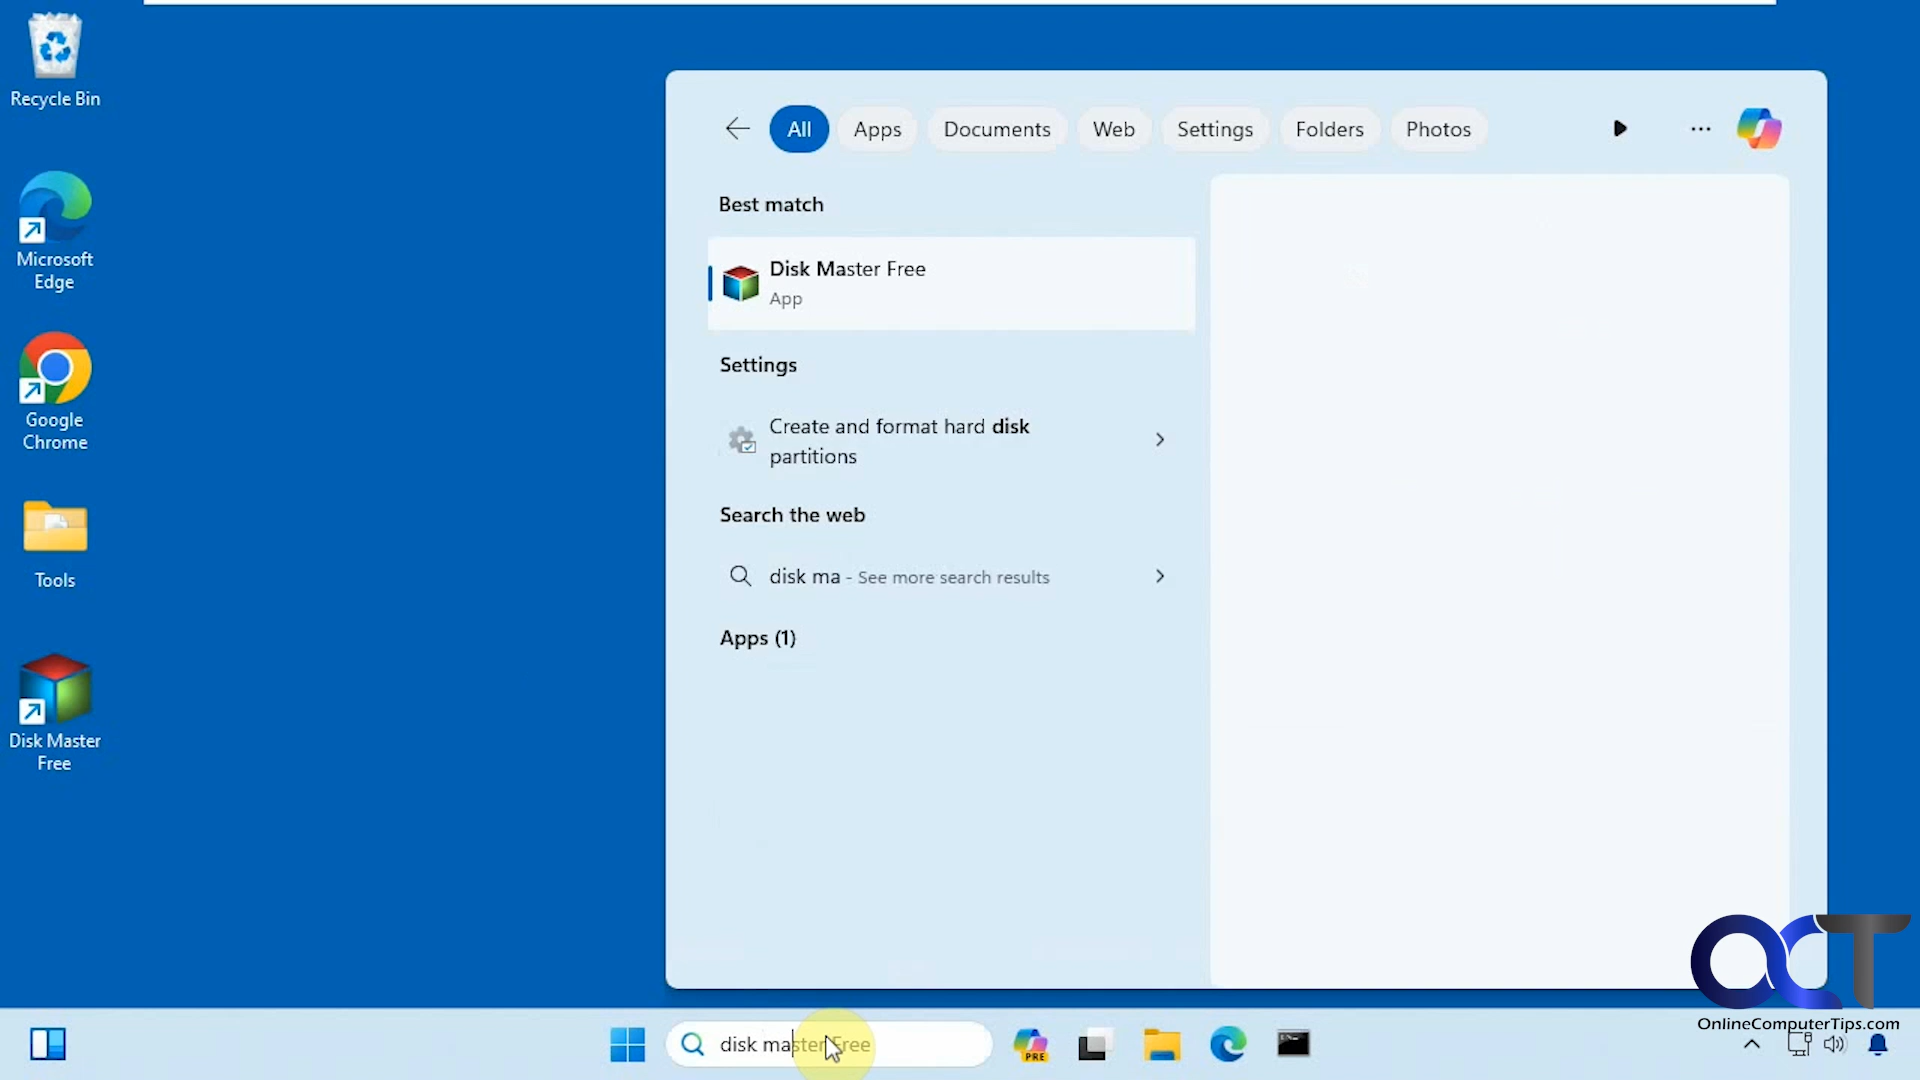 Recycle Bin
Microsoft
Edge
Google
Chrome
Tools
Disk Master
Free
All
Apps
Documents
Web
Settings
Folders
Photos
Best match
Disk Master Free
App
Settings
Create and format hard disk
partitions
Search the web
disk ma - See more search results
Apps (1)
disk master Free
PRE
OCT
OnlineComputerTips.com